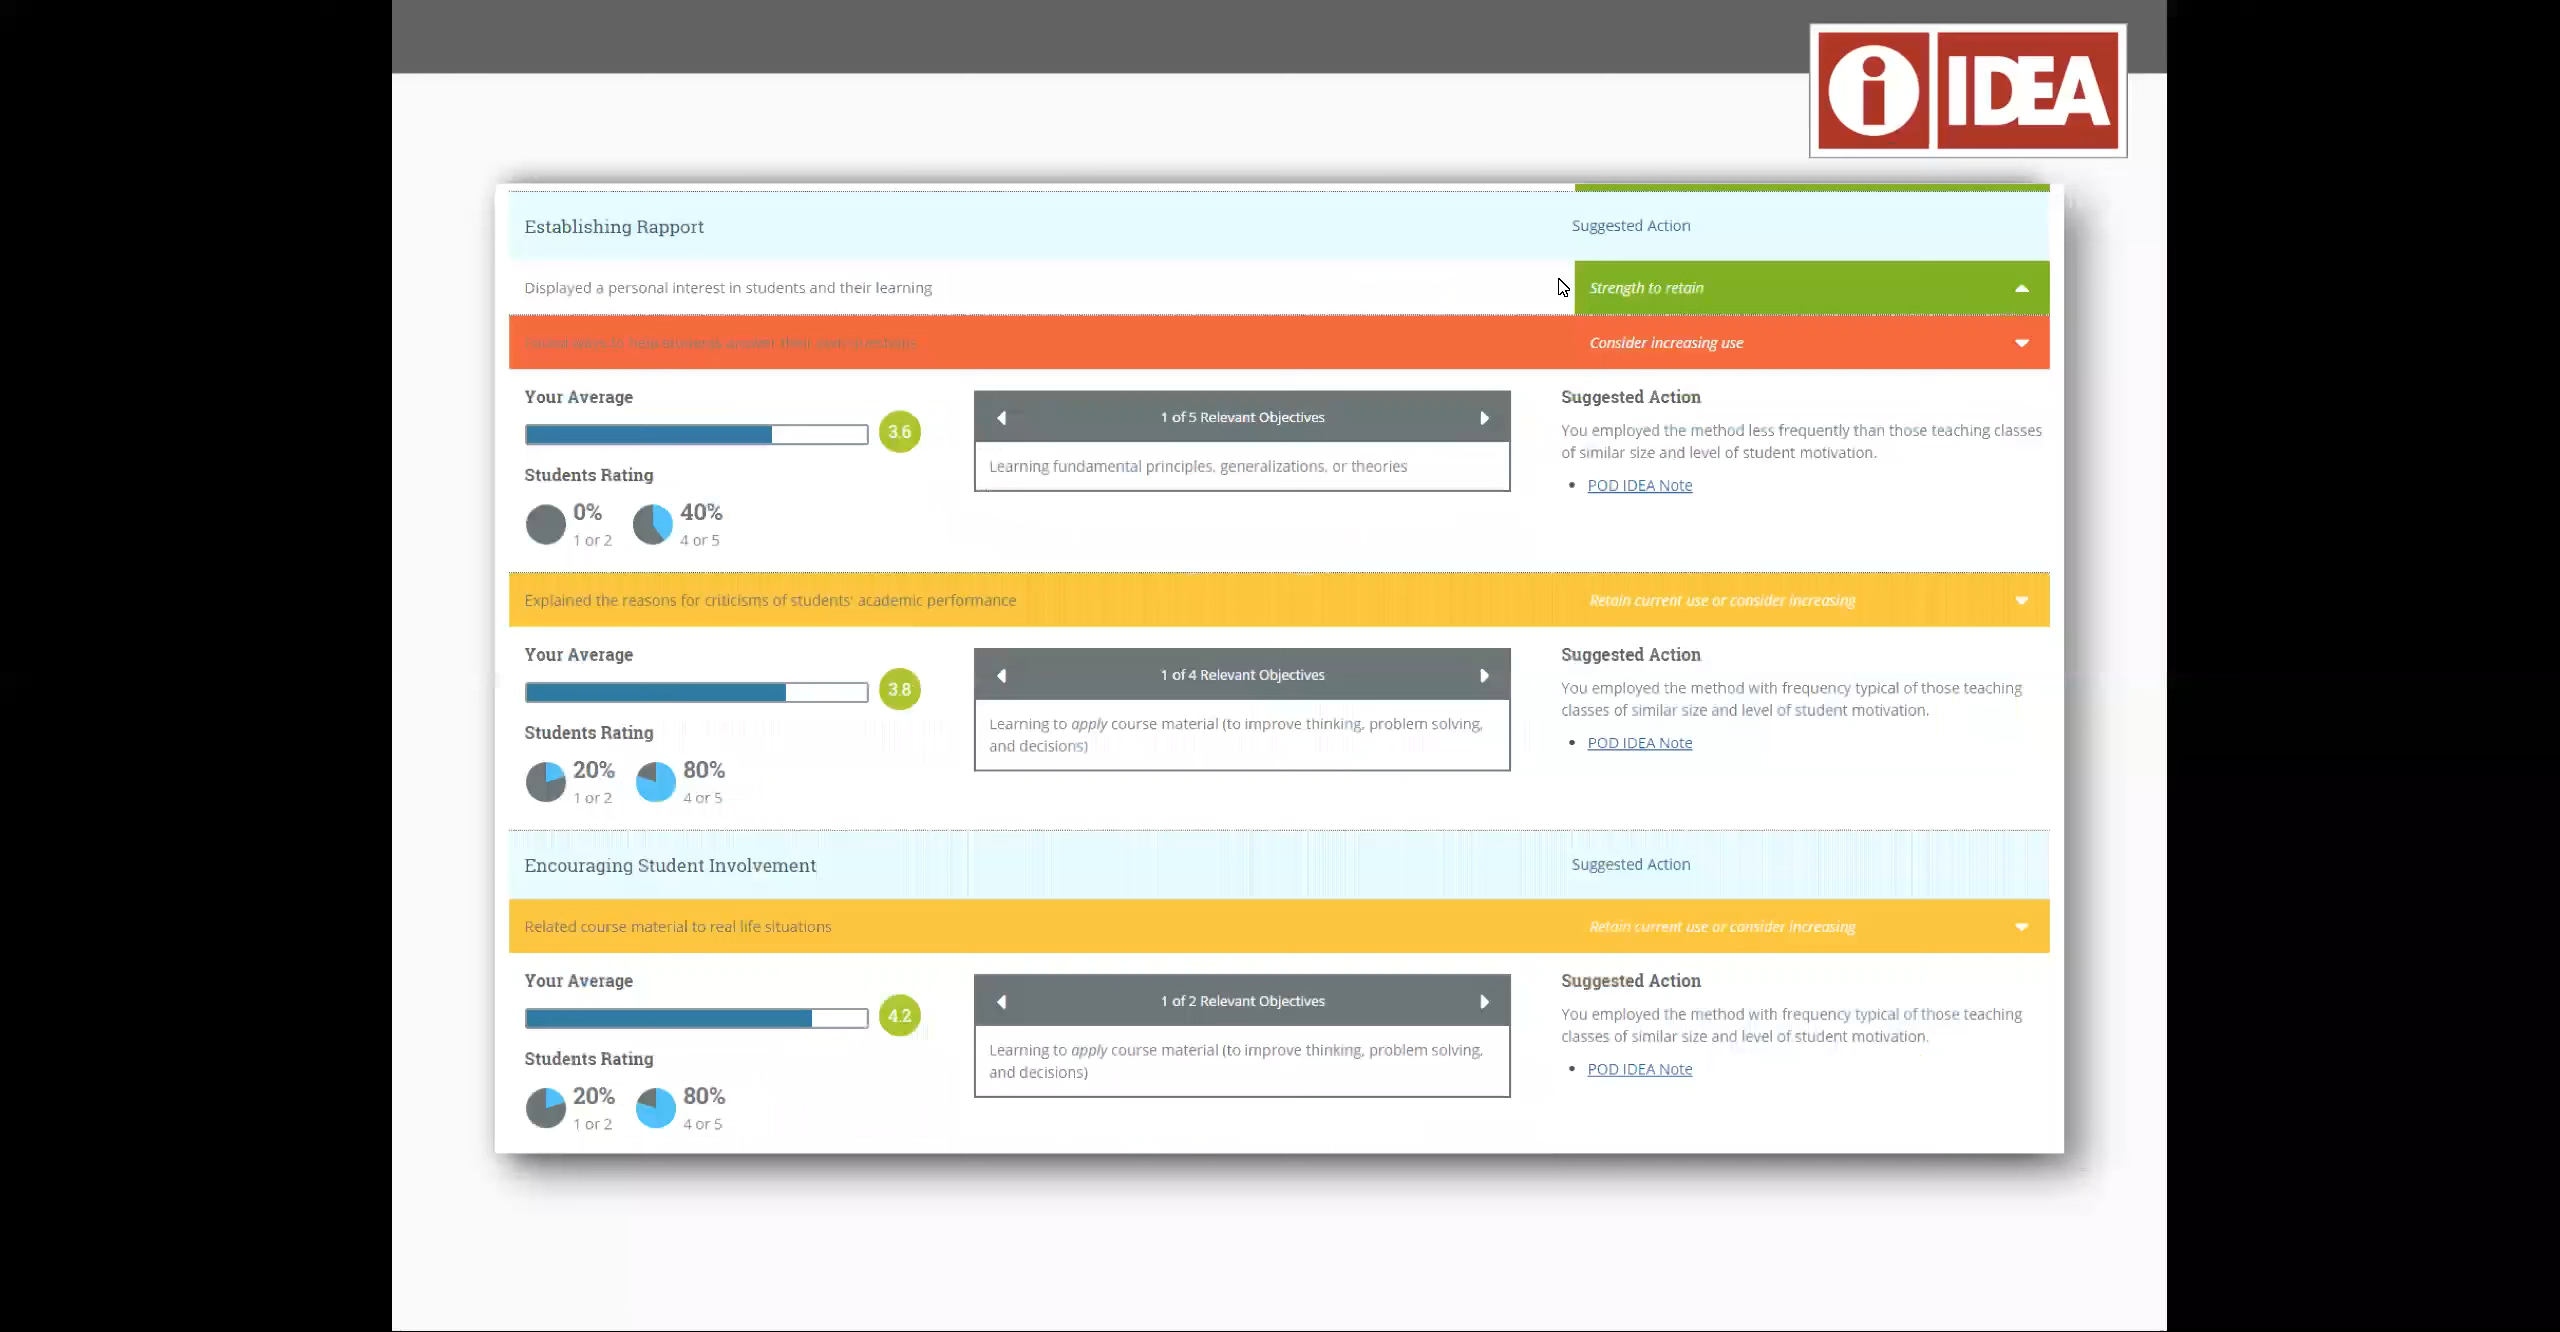 i IDEA
Establishing Rapport
Suggested Action
Displayed a personal interest in students and their learning
Strength to retain
Found ways to help students answer their own questions
Consider increasing use
Your Average
3.6
Students Rating
0%
1 or 2
40%
4 or 5
1 of 5 Relevant Objectives
Learning fundamental principles, generalizations, or theories
Suggested Action
You employed the method less frequently than those teaching classes
of similar size and level of student motivation.
• POD IDEA Note
Explained the reasons for criticisms of students' academic performance
Retain current use or consider increasing
Your Average
3.8
Students Rating
20%
1 or 2
80%
4 or 5
1 of 4 Relevant Objectives
Learning to apply course material (to improve thinking, problem solving,
and decisions)
Suggested Action
You employed the method with frequency typical of those teaching
classes of similar size and level of student motivation.
• POD IDEA Note
Encouraging Student Involvement
Suggested Action
Related course material to real life situations
Retain current use or consider increasing
Your Average
4.2
Students Rating
20%
1 or 2
80%
4 or 5
1 of 2 Relevant Objectives
Learning to apply course material (to improve thinking, problem solving,
and decisions)
Suggested Action
You employed the method with frequency typical of those teaching
classes of similar size and level of student motivation.
• POD IDEA Note